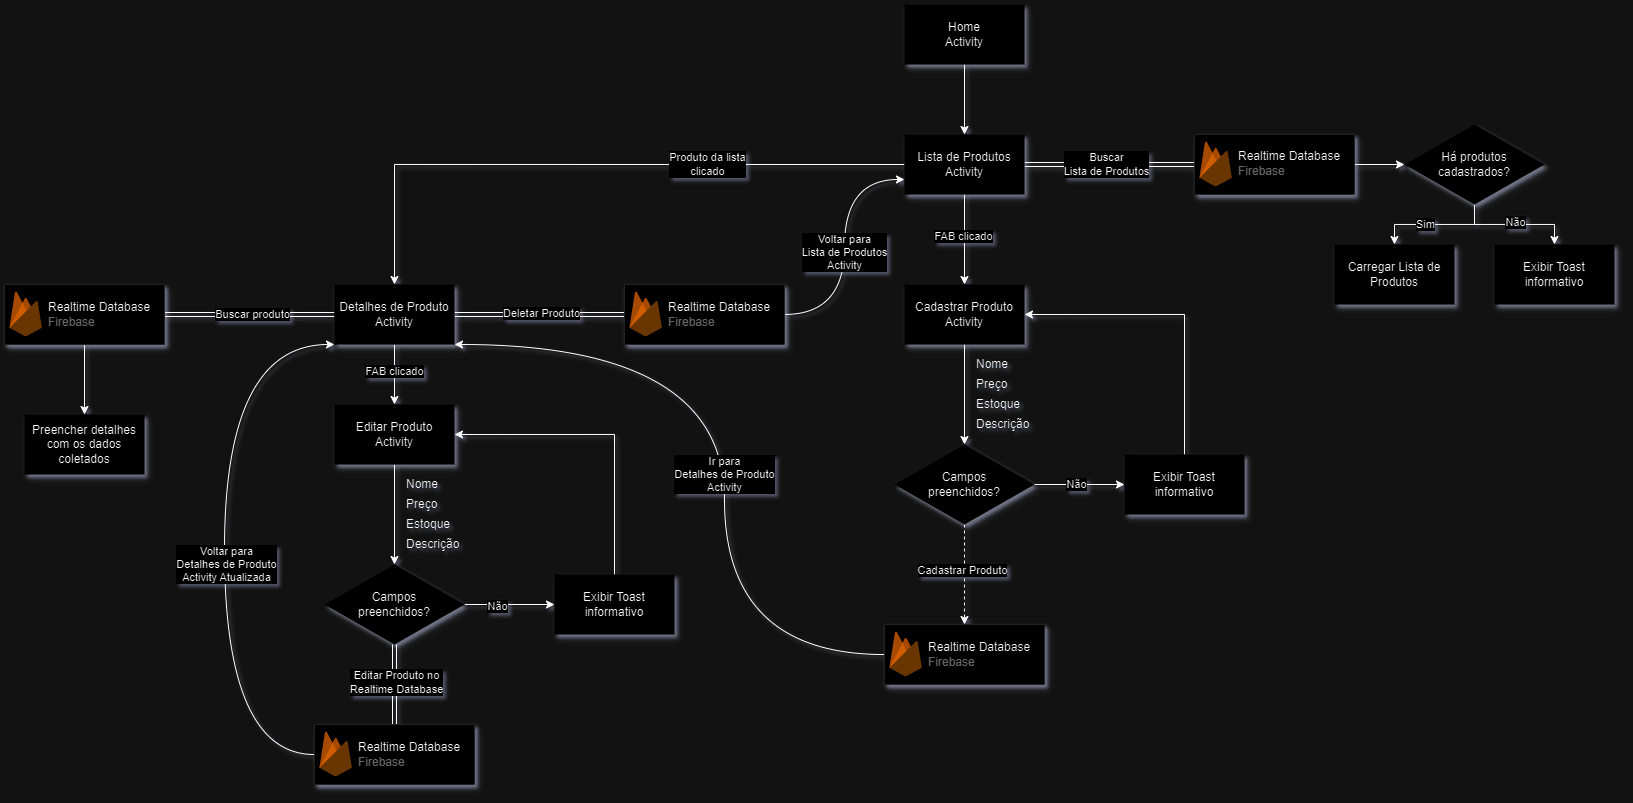 Home
Activity
Produto da lista
clicado
Lista de Produtos
Activity
Buscar
Lista de Produtos
Realtime Database
Firebase
Há produtos
cadastrados?
Sim
Não
Carregar Lista de
Produtos
Exibir Toast
informativo
Voltar para
Lista de Produtos
Activity
FAB clicado
Realtime Database
Firebase
Buscar produto
Detalhes de Produto
Activity
Deletar Produto
Realtime Database
Firebase
Cadastrar Produto
Activity
Nome
Preço
Estoque
Descrição
FAB clicado
Preencher detalhes
com os dados
coletados
Editar Produto
Activity
Nome
Preço
Estoque
Descrição
Ir para
Detalhes de Produto
Activity
Campos
preenchidos?
Não
Exibir Toast
informativo
Voltar para
Detalhes de Produto
Activity Atualizada
Campos
preenchidos?
Não
Exibir Toast
informativo
Cadastrar Produto
Realtime Database
Firebase
Editar Produto no
Realtime Database
Realtime Database
Firebase